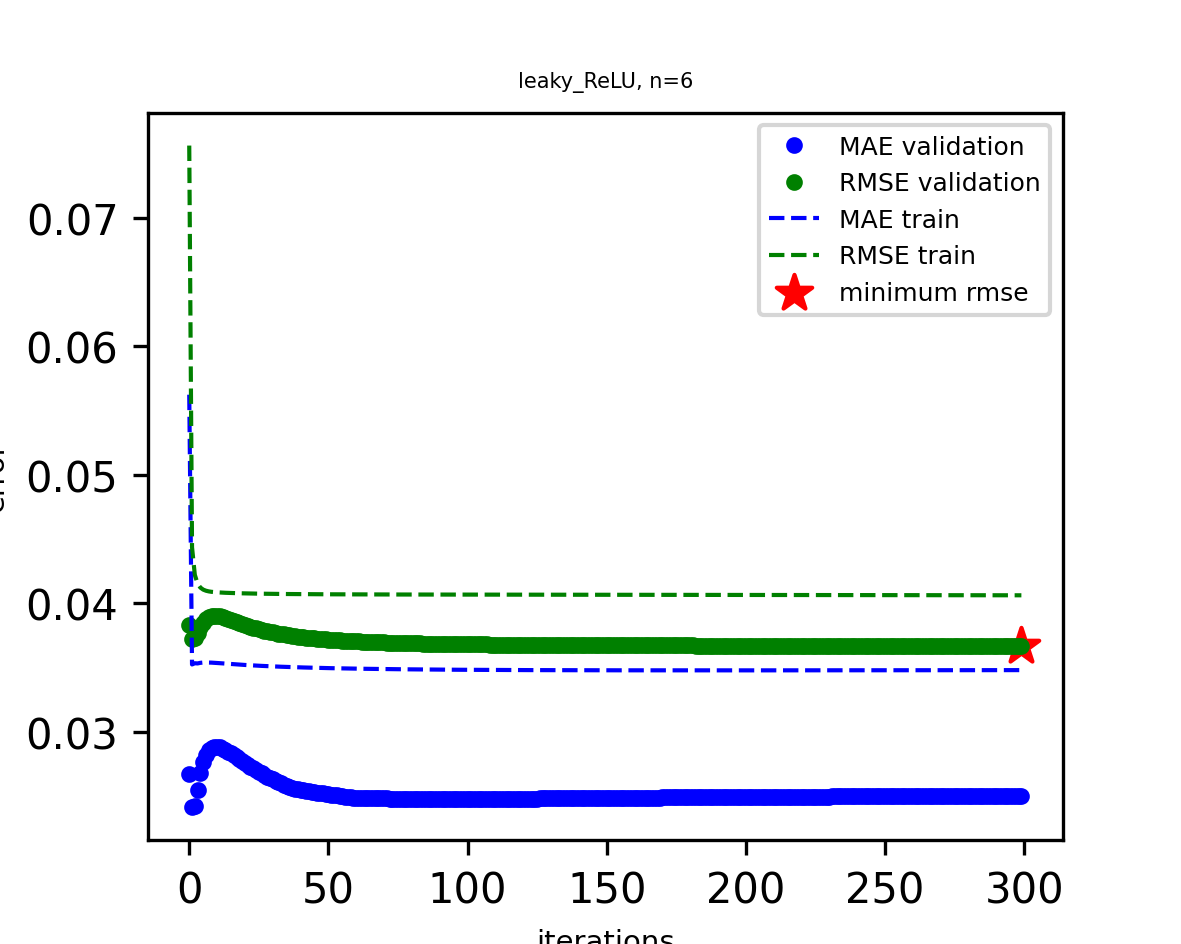 leaky_ReLU, n=6
MAE validation
RMSE validation
MAE train
RMSE train
minimum rmse
0.07
0.06
0.05
0.04
0.03
0 50 100 150 200 250 300
iterations